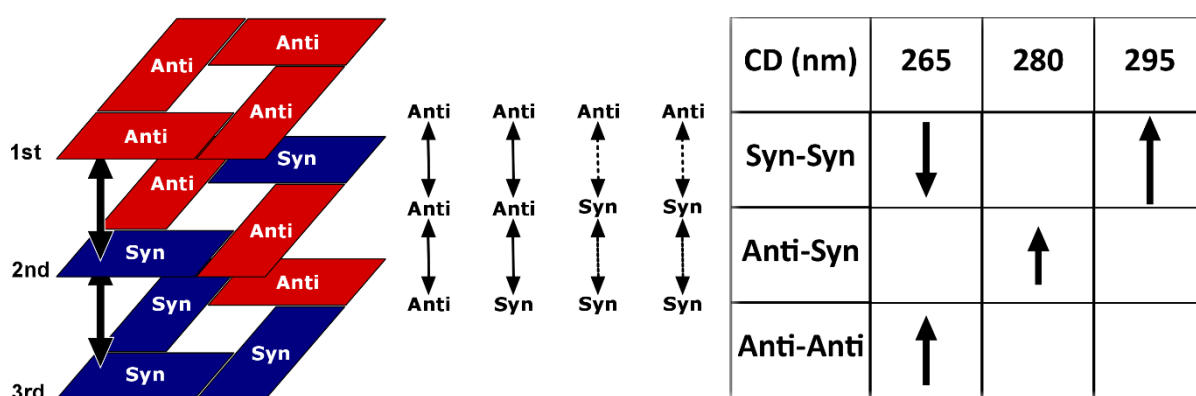 Anti
Anti
Anti
Anti
1st
Syn
Anti
Anti
Syn
2nd
Anti
Syn
Syn
Syn
3rd
Anti Anti Anti Anti
Anti Anti Syn Syn
Anti Syn Syn Syn
CD (nm) 265 280 295
Syn-Syn
Anti-Syn
Anti-Anti